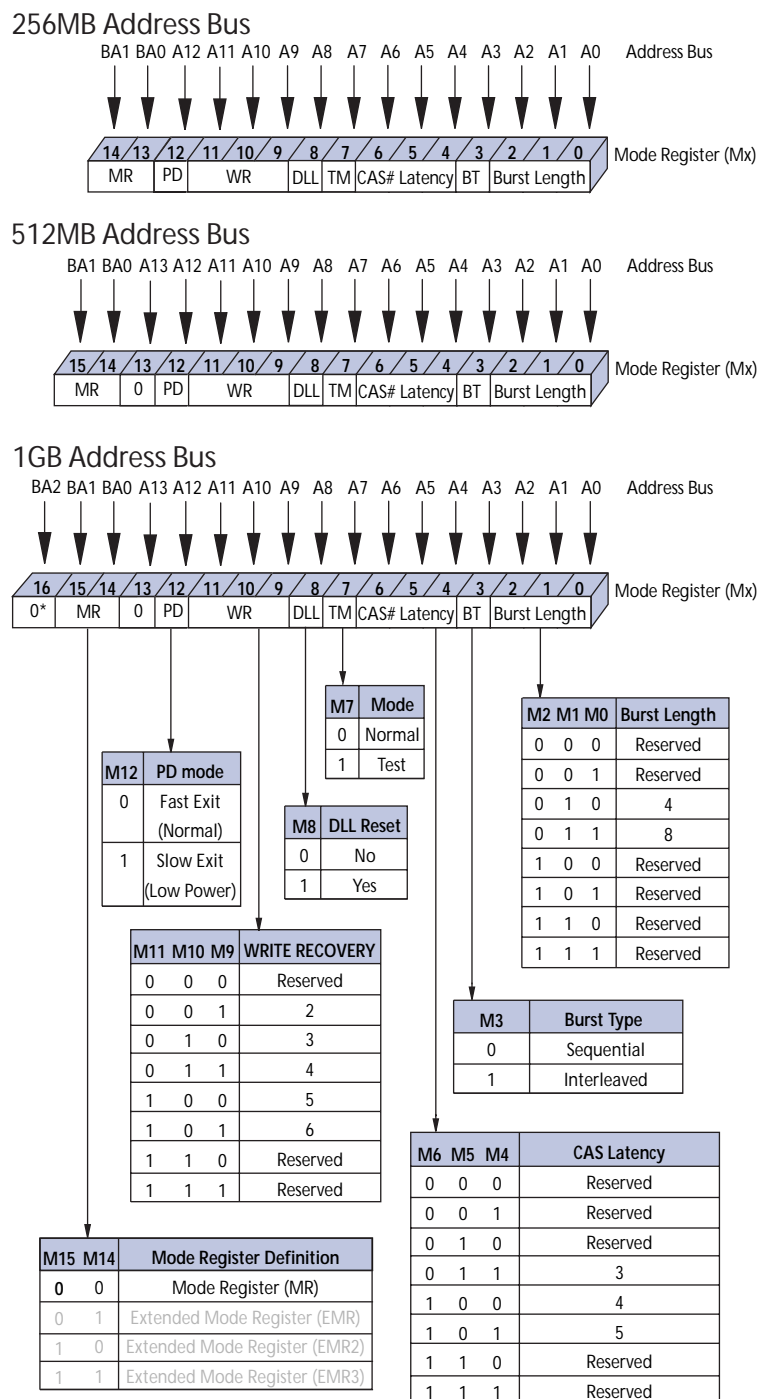 256MB Address Bus
BA1 BA0 A12 A11 A10 A9 A8 A7 A6 A5 A4 A3 A2 A1 A0 Address Bus
14 13 12 11 10 9 8 7 6 5 4 3 2 1 0 Mode Register (Mx)
MR PD WR DLL TM CAS# Latency BT Burst Length
512MB Address Bus
BA1 BA0 A13 A12 A11 A10 A9 A8 A7 A6 A5 A4 A3 A2 A1 A0 Address Bus
15 14 13 12 11 10 9 8 7 6 5 4 3 2 1 0 Mode Register (Mx)
MR 0 PD WR DLL TM CAS# Latency BT Burst Length
1GB Address Bus
BA2 BA1 BA0 A13 A12 A11 A10 A9 A8 A7 A6 A5 A4 A3 A2 A1 A0 Address Bus
16 15 14 13 12 11 10 9 8 7 6 5 4 3 2 1 0 Mode Register (Mx)
0* MR 0 PD WR DLL TM CAS# Latency BT Burst Length
M7 Mode
0 Normal
1 Test
M2 M1 M0 Burst Length
0 0 0 Reserved
0 0 1 Reserved
0 1 0 4
0 1 1 8
1 0 0 Reserved
1 0 1 Reserved
1 1 0 Reserved
1 1 1 Reserved
M12 PD mode
0 Fast Exit
(Normal)
1 Slow Exit
(Low Power)
M8 DLL Reset
0 No
1 Yes
M11 M10 M9 WRITE RECOVERY
0 0 0 Reserved
0 0 1 2
0 1 0 3
0 1 1 4
1 0 0 5
1 0 1 6
1 1 0 Reserved
1 1 1 Reserved
M3 Burst Type
0 Sequential
1 Interleaved
M6 M5 M4 CAS Latency
0 0 0 Reserved
0 0 1 Reserved
0 1 0 Reserved
0 1 1 3
1 0 0 4
1 0 1 5
1 1 0 Reserved
1 1 1 Reserved
M15 M14 Mode Register Definition
0 0 Mode Register (MR)
0 1 Extended Mode Register (EMR)
1 0 Extended Mode Register (EMR2)
1 1 Extended Mode Register (EMR3)